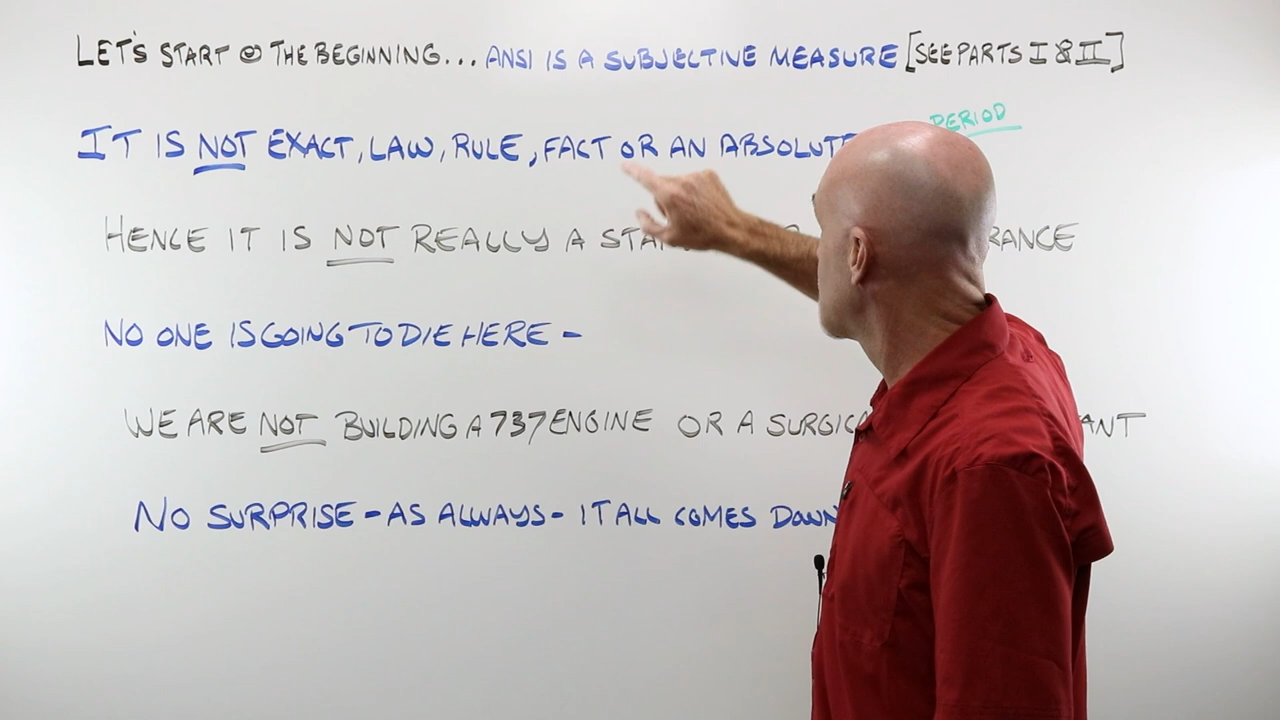 LET'S START @ THE BEGINNING... ANSI IS A SUBJECTIVE MEASURE [SEE PARTS I & II]
PERIOD
IT IS NOT EXACT, LAW, RULE, FACT OR AN
HENCE IT IS NOT REALLY A
NO ONE IS GOING TO DIE HERE -
WE ARE NOT BUILDING A 737 ENGINE OR A
NO SURPRISE - AS ALWAYS - IT ALL COMES DOWN